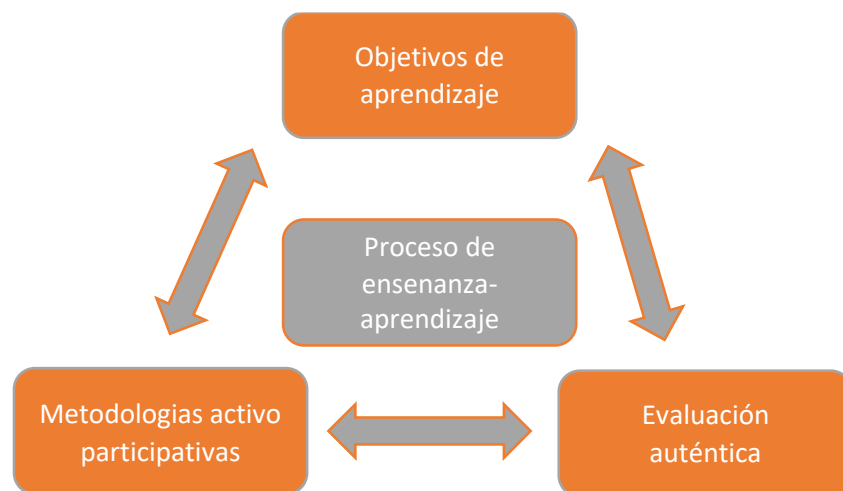 Objetivos de
aprendizaje
Proceso de
ensenanza-
aprendizaje
Metodologias activo
participativas
Evaluación
auténtica